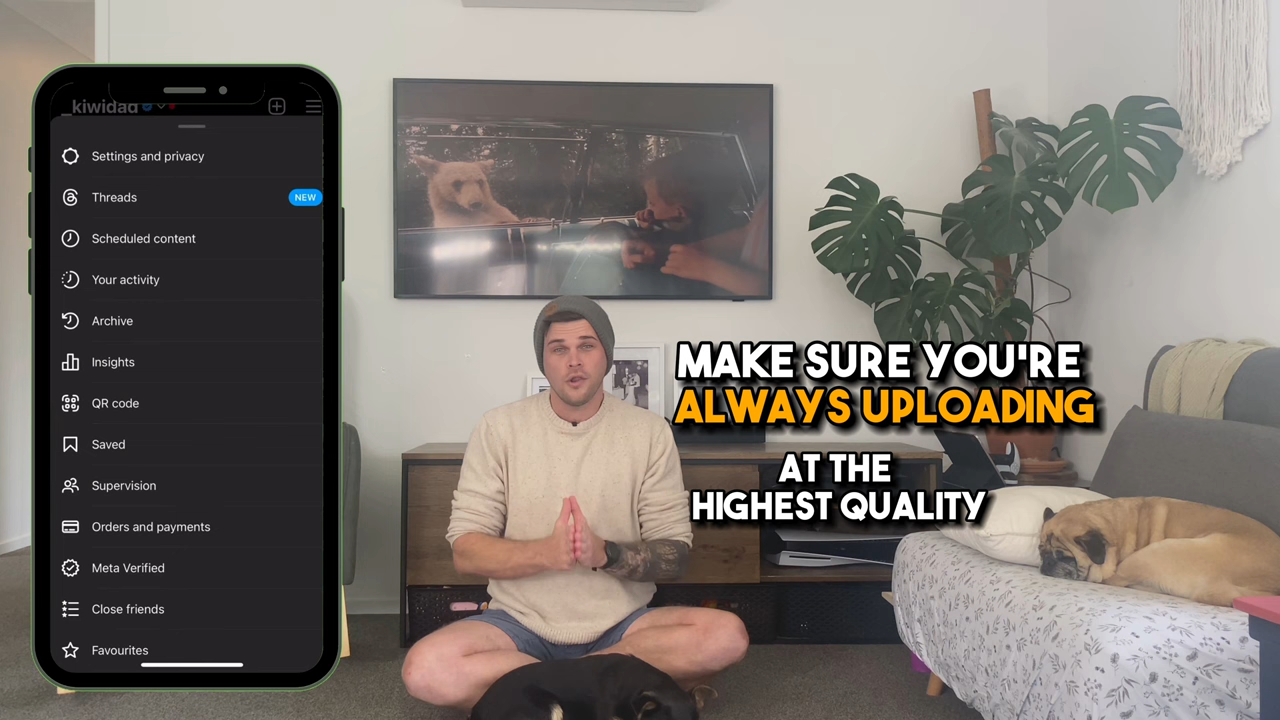 _kiwidad
Settings and privacy
Threads NEW
Scheduled content
Your activity
Archive
Insights
QR code
Saved
Supervision
Orders and payments
Meta Verified
Close friends
Favourites
MAKE SURE YOU'RE
ALWAYS UPLOADING
AT THE
HIGHEST QUALITY